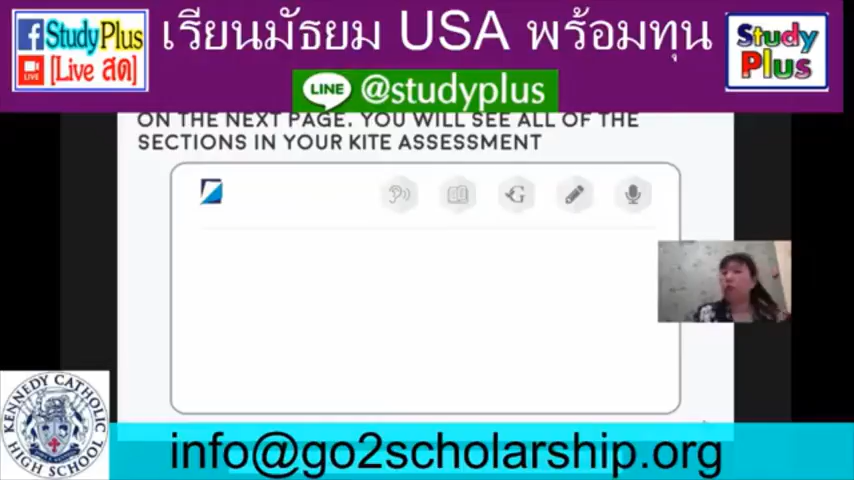 StudyPlus
LIVE [Live สด]
เรียนมัธยม USA พร้อมทุน
LINE @studyplus
Study
Plus
ON THE NEXT PAGE. YOU WILL SEE ALL OF THE
SECTIONS IN YOUR KITE ASSESSMENT
G
KENNEDY CATHOLIC
HIGH SCHOOL
info@go2scholarship.org